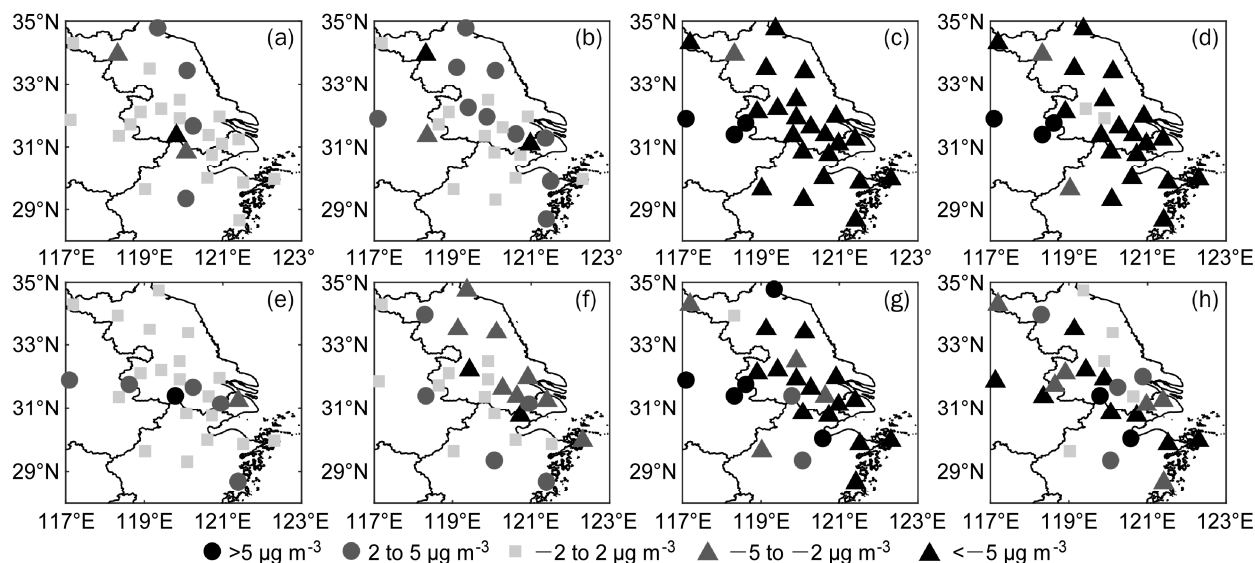 35°N (a) (b) (c) (d)
33°N
31°N
29°N
117°E 119°E 121°E 123°E 117°E 119°E 121°E 123°E 117°E 119°E 121°E 123° 117°E 119°E 121°E 123°E
35°N (e) (f) (g) (h)
33°N
31°N
29°N
117°E 119°E 121°E 123°E 117°E 119°E 121°E 123°E 117°E 119°E 121°E 123°E 117°E 119°E 121°E 123°E
>5 μg m-3 2 to 5 μg m-3 −2 to 2 μg m-3 −5 to −2 μg m-3 <−5 μg m-3